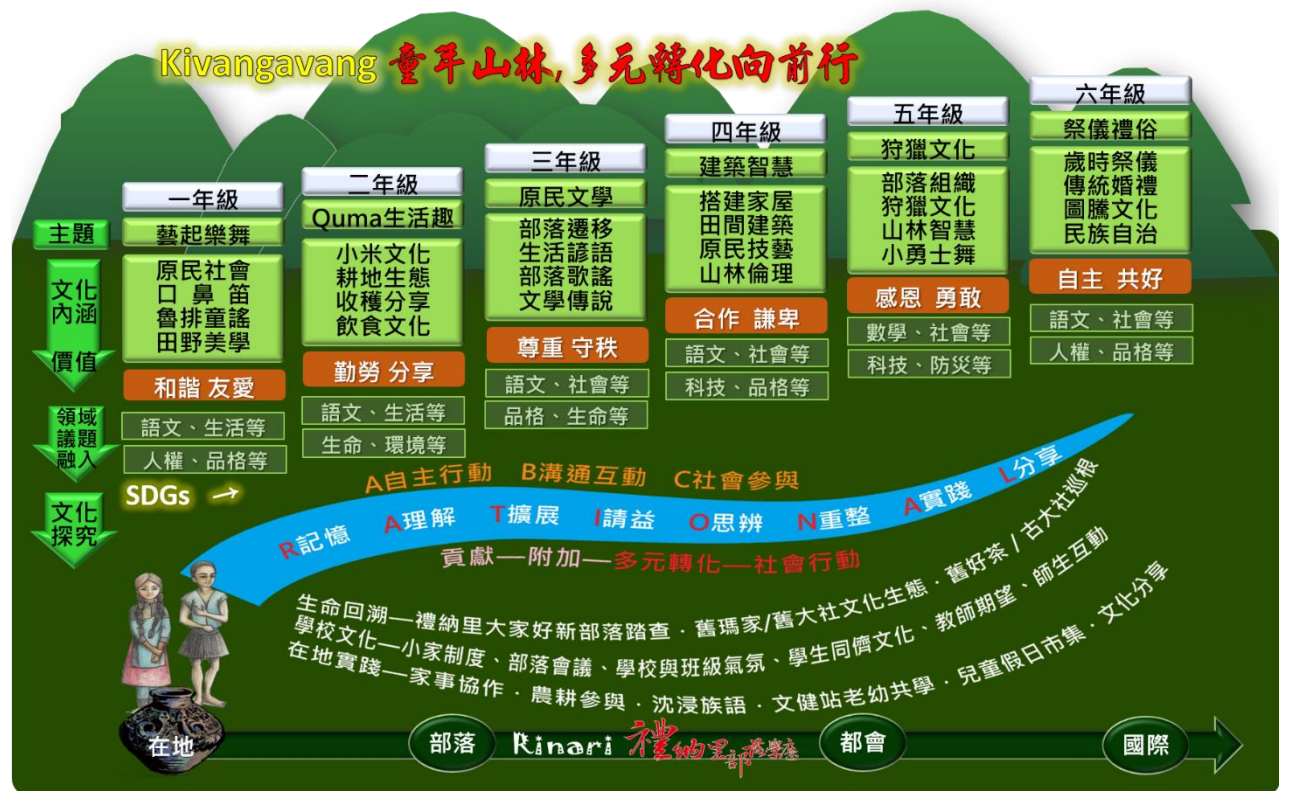 Kivangavang 童年山林,多元轉化向前行
主題
文化
內涵
價值
領域
議題
融入
文化
探究
一年級
藝起樂舞
原民社會
口鼻笛
魯排童謠
田野美學
和諧 友愛
語文、生活等
人權、品格等
二年級
Quma生活趣
小米文化
耕地生態
收穫分享
飲食文化
勤勞 分享
語文、生活等
生命、環境等
三年級
原民文學
部落遷移
生活諺語
部落歌謠
文學傳說
尊重 守秩
語文、社會等
品格、生命等
四年級
建築智慧
搭建家屋
田間建築
原民技藝
山林倫理
合作 謙卑
語文、社會等
科技、品格等
五年級
狩獵文化
部落組織
狩獵文化
山林智慧
小勇士舞
感恩 勇敢
數學、社會等
科技、防災等
六年級
祭儀禮俗
歲時祭儀
傳統婚禮
圖騰文化
民族自治
自主 共好
語文、社會等
人權、品格等
SDGs →
A自主行動 B溝通互動 C社會參與
R記憶 A理解 T擴展 I請益 O思辨 N重整 A實踐 L分享
貢獻—附加—多元轉化—社會行動
生命回溯—禮納里大家好新部落踏查．舊瑪家/舊大社文化生態．舊好茶/古大社巡根
學校文化—小家制度、部落會議、學校與班級氣氛、學生同儕文化、教師期望、師生互動
在地實踐—家事協作．農耕參與．沈浸族語．文健站老幼共學．兒童假日市集．文化分享
在地 部落 Rinari 禮納里部落學府 都會 國際